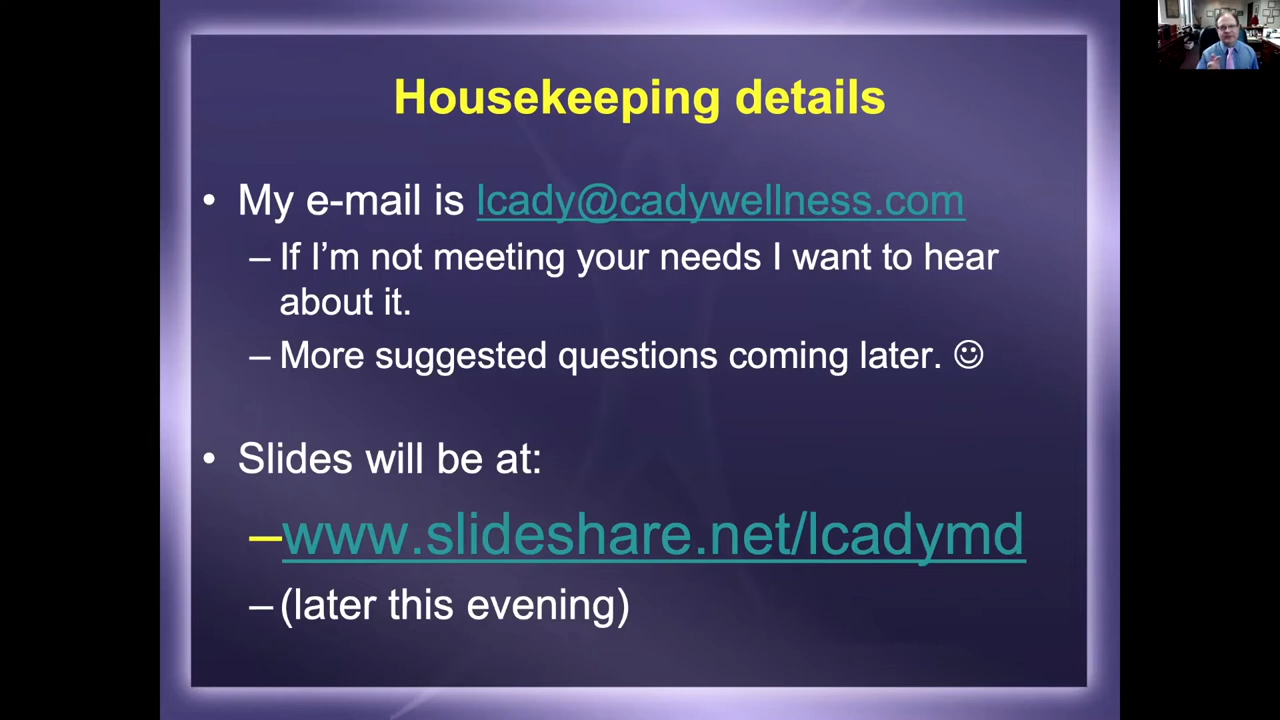 Housekeeping details
• My e-mail is lcady@cadywellness.com
– If I’m not meeting your needs I want to hear
about it.
– More suggested questions coming later. ☺
• Slides will be at:
–www.slideshare.net/lcadymd
– (later this evening)